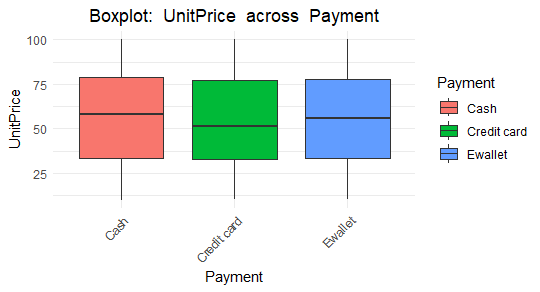 Boxplot: UnitPrice across Payment
UnitPrice
100
75
50
25
Cash
Credit card
Ewallet
Payment
Payment
Cash
Credit card
Ewallet